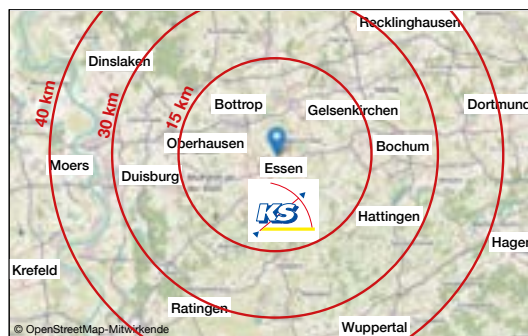 Recklinghausen
Dinslaken
40 km
30 km
15 km
Bottrop
Gelsenkirchen
Dortmund
Oberhausen
Bochum
Moers
Essen
Duisburg
KS
Hattingen
Hagen
Krefeld
Ratingen
Wuppertal
© OpenStreetMap-Mitwirkende